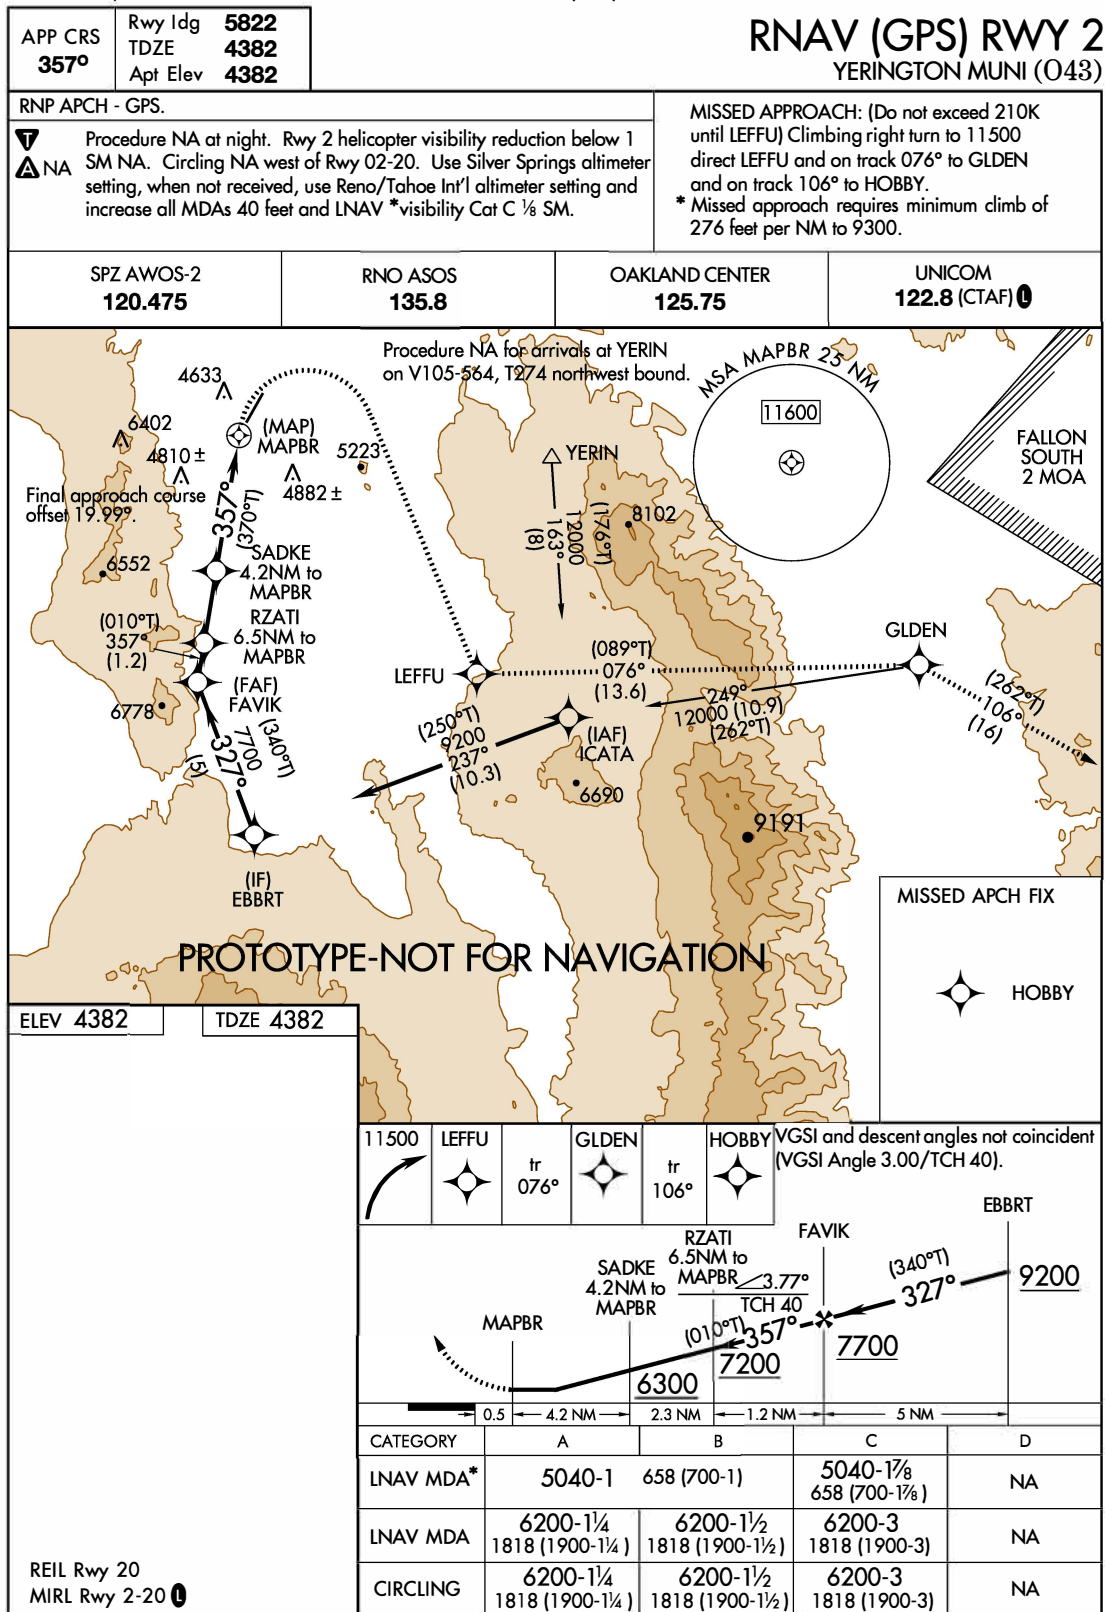 APP CRS
357°
Rwy Idg 5822
TDZE 4382
Apt Elev 4382
RNAV (GPS) RWY 2
YERINGTON MUNI (O43)
RNP APCH - GPS.
T
A NA
Procedure NA at night. Rwy 2 helicopter visibility reduction below 1
SM NA. Circling NA west of Rwy 02-20. Use Silver Springs altimeter
setting, when not received, use Reno/Tahoe Int'l altimeter setting and
increase all MDAs 40 feet and LNAV *visibility Cat C ⅛ SM.
MISSED APPROACH: (Do not exceed 210K
until LEFFU) Climbing right turn to 11500
direct LEFFU and on track 076° to GLDEN
and on track 106° to HOBBY.
* Missed approach requires minimum climb of
276 feet per NM to 9300.
SPZ AWOS-2
120.475
RNO ASOS
135.8
OAKLAND CENTER
125.75
UNICOM
122.8 (CTAF) L
Procedure NA for arrivals at YERIN
on V105-564, T274 northwest bound.
MSA MAPBR 25 NM
11600
FALLON
SOUTH
2 MOA
4633
6402
4810 ±
(MAP)
MAPBR
5223
4882 ±
Final approach course
offset 19.99°.
357°
(370°T)
YERIN
12000
163°
(8)
(176°T)
8102
6552
SADKE
4.2NM to
MAPBR
RZATI
6.5NM to
MAPBR
(010°T)
357°
(1.2)
(FAF)
FAVIK
6778
LEFFU
(089°T)
076°
(13.6)
GLDEN
249°
12000 (10.9)
(262°T)
(262°T)
106°
(16)
(250°T)
9200
237°
(10.3)
(IAF)
ICATA
6690
(340°T)
7700
327°
(5)
9191
(IF)
EBBRT
PROTOTYPE-NOT FOR NAVIGATION
MISSED APCH FIX
HOBBY
ELEV 4382
TDZE 4382
REIL Rwy 20
MIRL Rwy 2-20 L
11500
LEFFU
tr
076°
GLDEN
tr
106°
HOBBY
VGSI and descent angles not coincident
(VGSI Angle 3.00/TCH 40).
EBBRT
FAVIK
RZATI
6.5NM to
MAPBR
SADKE
4.2NM to
MAPBR
MAPBR
3.77°
TCH 40
(340°T)
327°
9200
(010°T)
357°
7700
7200
6300
0.5
4.2 NM
2.3 NM
1.2 NM
5 NM
CATEGORY A B C D
LNAV MDA* 5040-1 658 (700-1) 5040-1⅞ 658 (700-1⅞) NA
LNAV MDA 6200-1¼ 1818 (1900-1¼) 6200-1½ 1818 (1900-1½) 6200-3 1818 (1900-3) NA
CIRCLING 6200-1¼ 1818 (1900-1¼) 6200-1½ 1818 (1900-1½) 6200-3 1818 (1900-3) NA